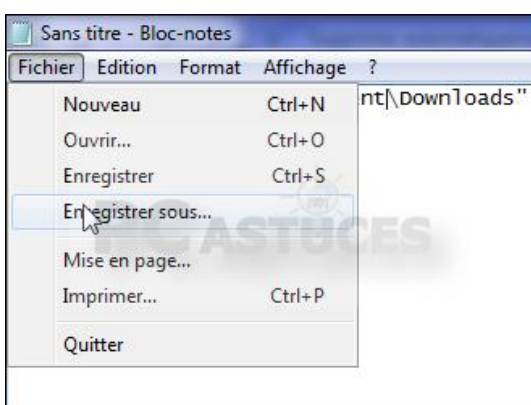 Sans titre - Bloc-notes
Fichier Edition Format Affichage ?
nt\Downloads"
Nouveau Ctrl+N
Ouvrir... Ctrl+O
Enregistrer Ctrl+S
Enregistrer sous...
Mise en page...
Imprimer... Ctrl+P
Quitter
PC ASTUCES